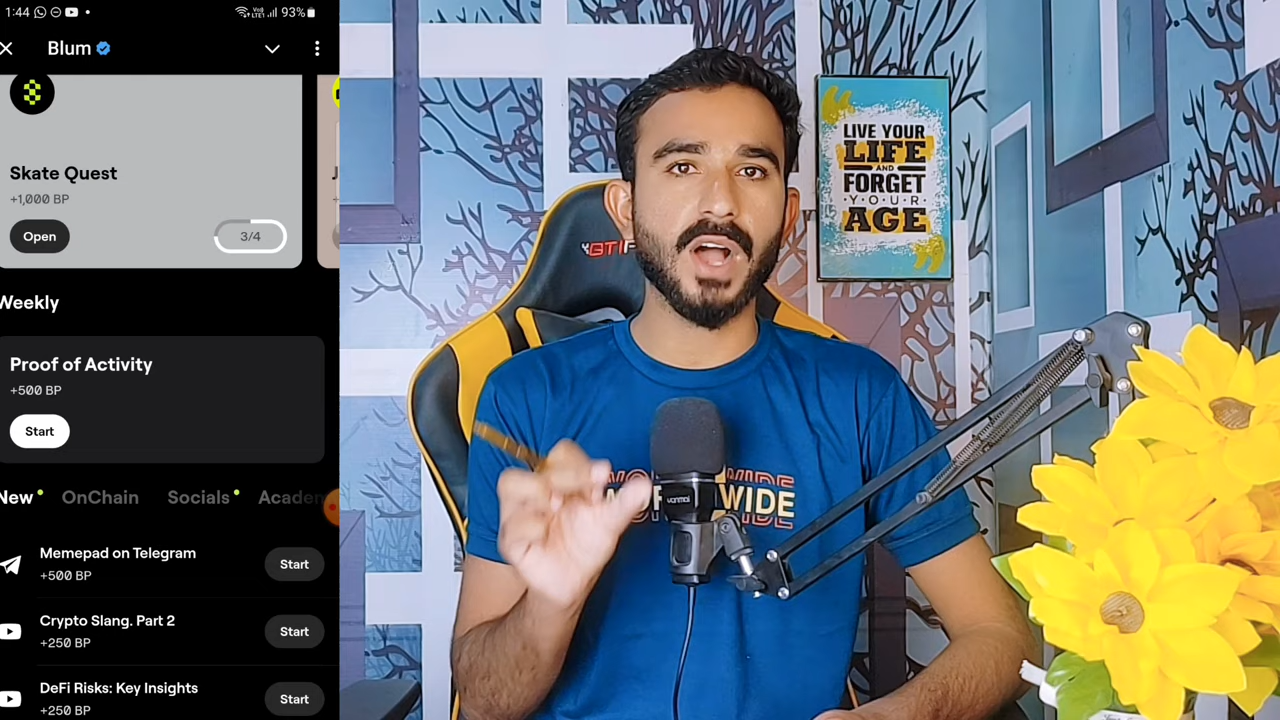 1:44
93%
Blum
Skate Quest
+1,000 BP
Open
3/4
Weekly
Proof of Activity
+500 BP
Start
New
OnChain
Socials
Memepad on Telegram
+500 BP
Start
Crypto Slang. Part 2
+250 BP
Start
DeFi Risks: Key Insights
+250 BP
Start
LIVE YOUR
LIFE
AND
FORGET
YOUR
AGE
WIDE